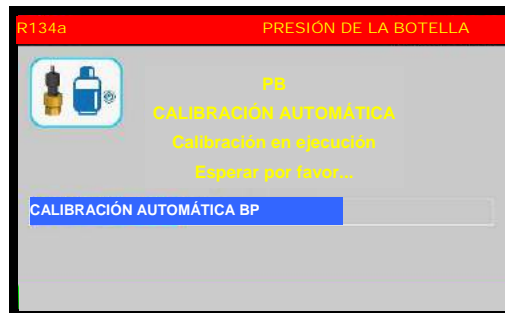 R134a PRESIÓN DE LA BOTELLA
PB
CALIBRACIÓN AUTOMÁTICA
Calibración en ejecución
Esperar por favor...
CALIBRACIÓN AUTOMÁTICA BP